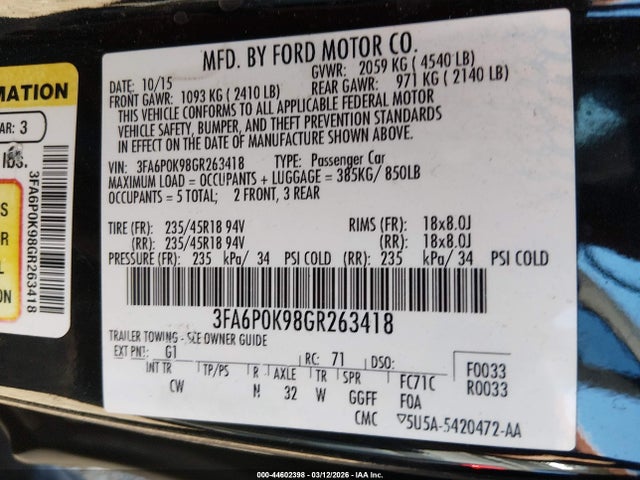 MATION
AR: 3
lbs.
3FA6P0K98GR263418
S
OR
L
ON
MFD. BY FORD MOTOR CO.
DATE: 10/15 GVWR: 2059 KG ( 4540 LB)
FRONT GAWR: 1093 KG ( 2410 LB) REAR GAWR: 971 KG ( 2140 LB)
THIS VEHICLE CONFORMS TO ALL APPLICABLE FEDERAL MOTOR
VEHICLE SAFETY, BUMPER, AND THEFT PREVENTION STANDARDS
IN EFFECT ON THE DATE OF MANUFACTURE SHOWN ABOVE.
VIN: 3FA6P0K98GR263418 TYPE: Passenger Car
MAXIMUM LOAD = OCCUPANTS + LUGGAGE = 385KG/ 850LB
OCCUPANTS = 5 TOTAL; 2 FRONT, 3 REAR
TIRE (FR): 235/45R18 94V RIMS (FR): 18x8.0J
(RR): 235/45R18 94V (RR): 18x8.0J
PRESSURE (FR): 235 kPa/ 34 PSI COLD (RR): 235 kPa/ 34 PSI COLD
3FA6P0K98GR263418
TRAILER TOWING - SEE OWNER GUIDE
EXT PNT: G1 RC: 71 DSO: F0033
INT TR TP/PS R AXLE TR SPR FC71C R0033
CW N 32 W GGFF FOA
CMC ▽5U5A-5420472-AA
000-44602398 - 03/12/2026 - IAA Inc.